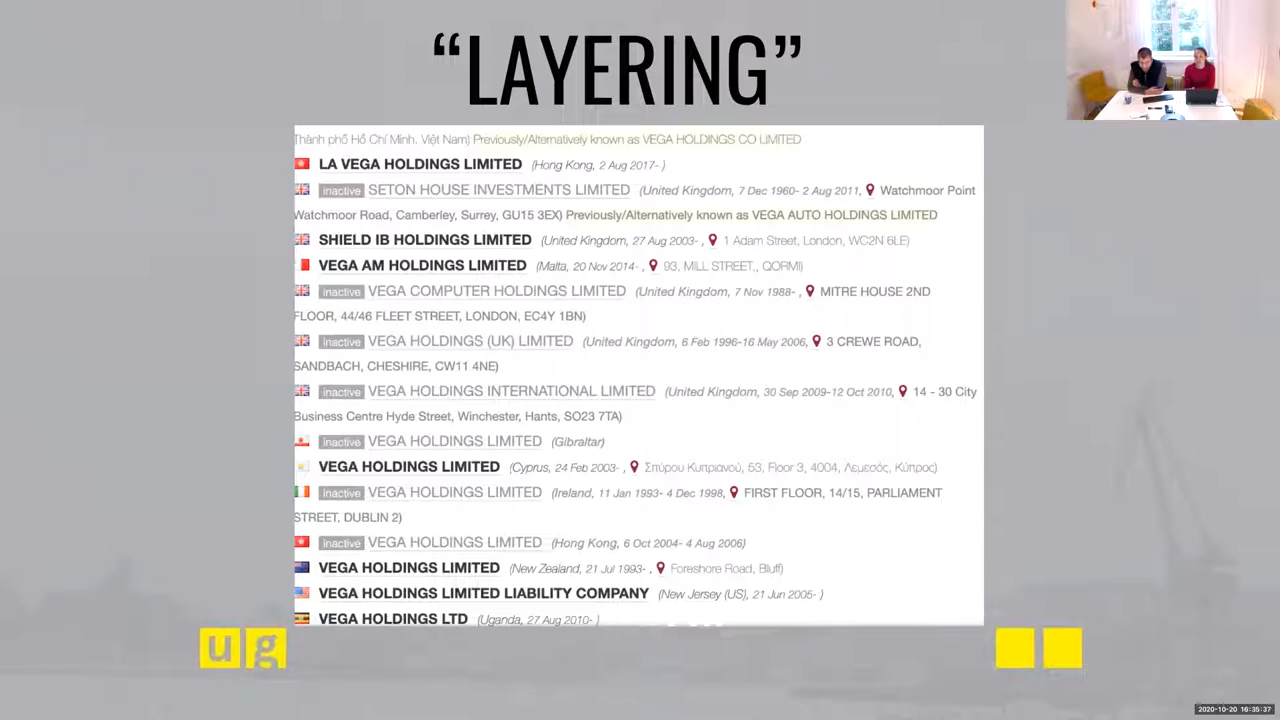 “LAYERING”
Thành phố Hồ Chí Minh. Việt Nam) Previously/Alternatively known as VEGA HOLDINGS CO LIMITED
LA VEGA HOLDINGS LIMITED (Hong Kong, 2 Aug 2017- )
inactive SETON HOUSE INVESTMENTS LIMITED (United Kingdom, 7 Dec 1960- 2 Aug 2011, Watchmoor Point
Watchmoor Road, Camberley, Surrey, GU15 3EX) Previously/Alternatively known as VEGA AUTO HOLDINGS LIMITED
SHIELD IB HOLDINGS LIMITED (United Kingdom, 27 Aug 2003- , 1 Adam Street, London, WC2N 6LE)
VEGA AM HOLDINGS LIMITED (Malta, 20 Nov 2014- , 93, MILL STREET,, QORMI)
inactive VEGA COMPUTER HOLDINGS LIMITED (United Kingdom, 7 Nov 1988- , MITRE HOUSE 2ND
FLOOR, 44/46 FLEET STREET, LONDON, EC4Y 1BN)
inactive VEGA HOLDINGS (UK) LIMITED (United Kingdom, 6 Feb 1996-16 May 2006, 3 CREWE ROAD,
SANDBACH, CHESHIRE, CW11 4NE)
inactive VEGA HOLDINGS INTERNATIONAL LIMITED (United Kingdom, 30 Sep 2009-12 Oct 2010, 14 - 30 City
Business Centre Hyde Street, Winchester, Hants, SO23 7TA)
inactive VEGA HOLDINGS LIMITED (Gibraltar)
VEGA HOLDINGS LIMITED (Cyprus, 24 Feb 2003- , Σπύρου Κυπριανού, 53, Floor 3, 4004, Λεμεσός, Κύπρος)
inactive VEGA HOLDINGS LIMITED (Ireland, 11 Jan 1993- 4 Dec 1998, FIRST FLOOR, 14/15, PARLIAMENT
STREET, DUBLIN 2)
inactive VEGA HOLDINGS LIMITED (Hong Kong, 6 Oct 2004- 4 Aug 2006)
VEGA HOLDINGS LIMITED (New Zealand, 21 Jul 1993- , Foreshore Road, Bluff)
VEGA HOLDINGS LIMITED LIABILITY COMPANY (New Jersey (US), 21 Jun 2005- )
VEGA HOLDINGS LTD (Uganda, 27 Aug 2010- )
ug
2020-10-20 16:35:37